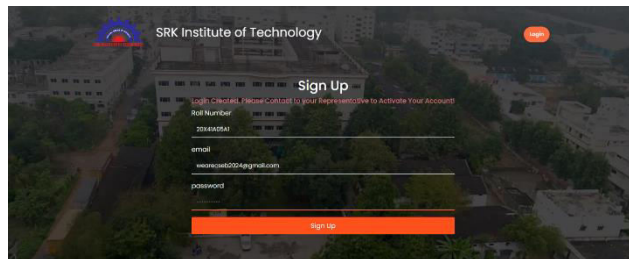 SRK Institute of Technology
Login
Sign Up
Login Created. Please Contact to your Representative to Activate Your Account!
Roll Number
20X41A05A1
email
wearecseb2024@gmail.com
password
Sign Up